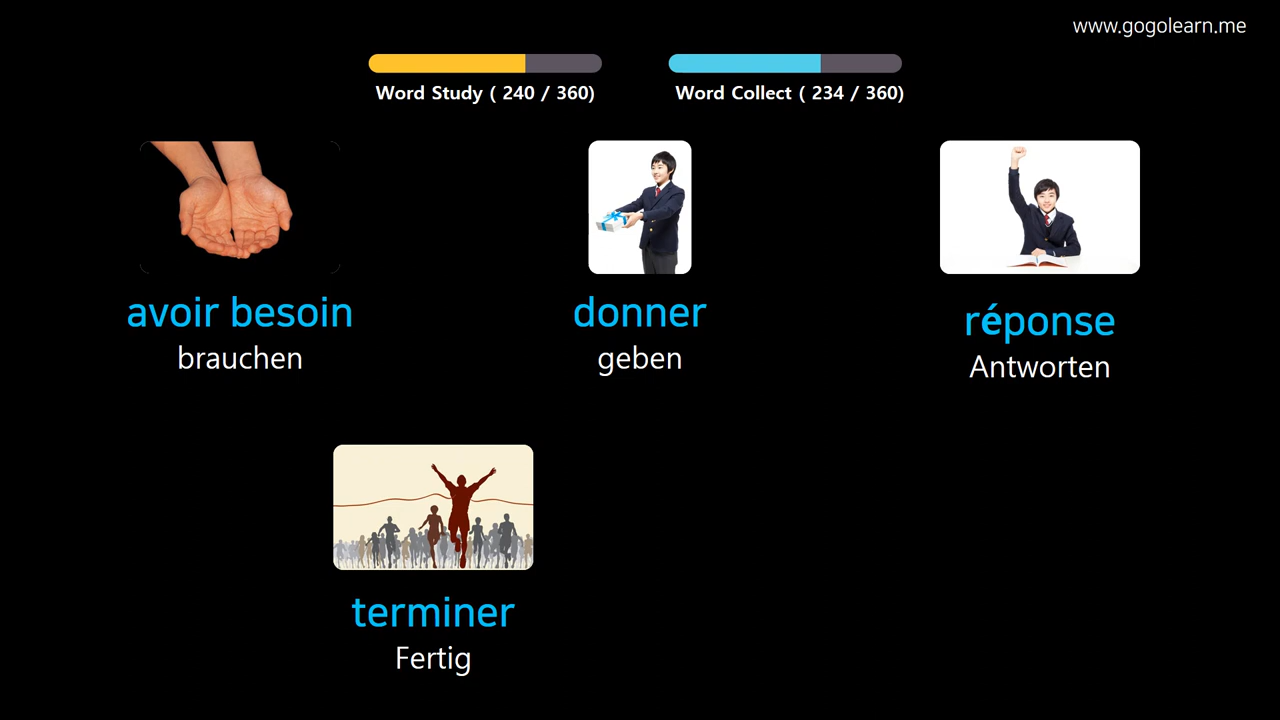 www.gogolearn.me
Word Study ( 240 / 360)
Word Collect ( 234 / 360)
avoir besoin
brauchen
donner
geben
réponse
Antworten
terminer
Fertig